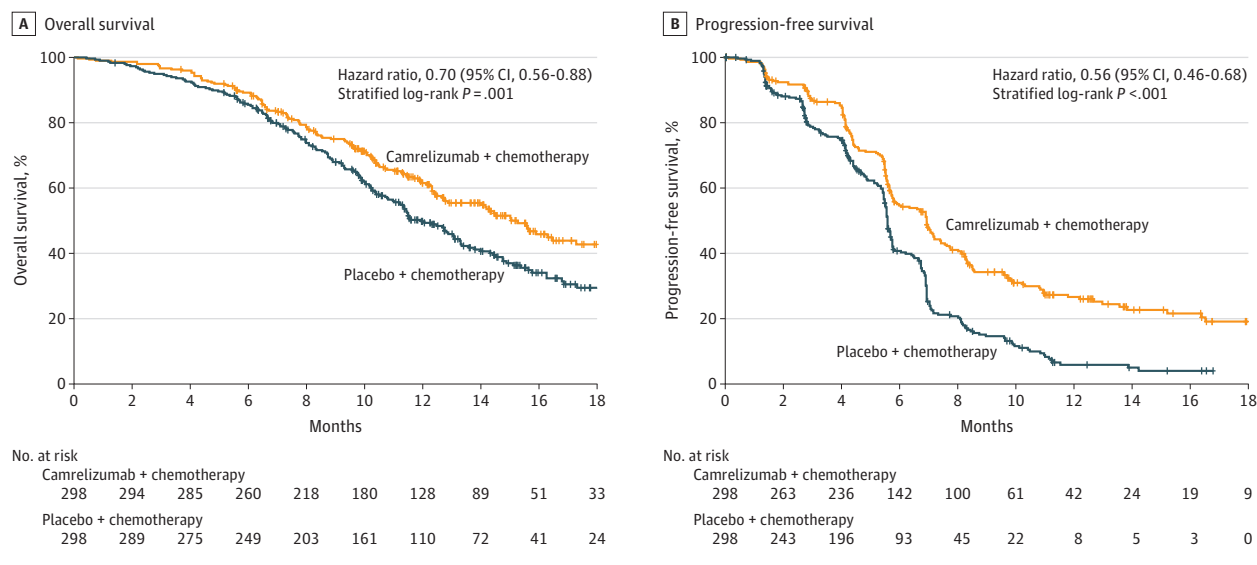 A Overall survival
100
80
60
40
20
0
Overall survival, %
Hazard ratio, 0.70 (95% CI, 0.56-0.88)
Stratified log-rank P = .001
Camrelizumab + chemotherapy
Placebo + chemotherapy
0 2 4 6 8 10 12 14 16 18
Months
No. at risk
Camrelizumab + chemotherapy
298 294 285 260 218 180 128 89 51 33
Placebo + chemotherapy
298 289 275 249 203 161 110 72 41 24
B Progression-free survival
100
80
60
40
20
0
Progression-free survival, %
Hazard ratio, 0.56 (95% CI, 0.46-0.68)
Stratified log-rank P <.001
Camrelizumab + chemotherapy
Placebo + chemotherapy
0 2 4 6 8 10 12 14 16 18
Months
No. at risk
Camrelizumab + chemotherapy
298 263 236 142 100 61 42 24 19 9
Placebo + chemotherapy
298 243 196 93 45 22 8 5 3 0